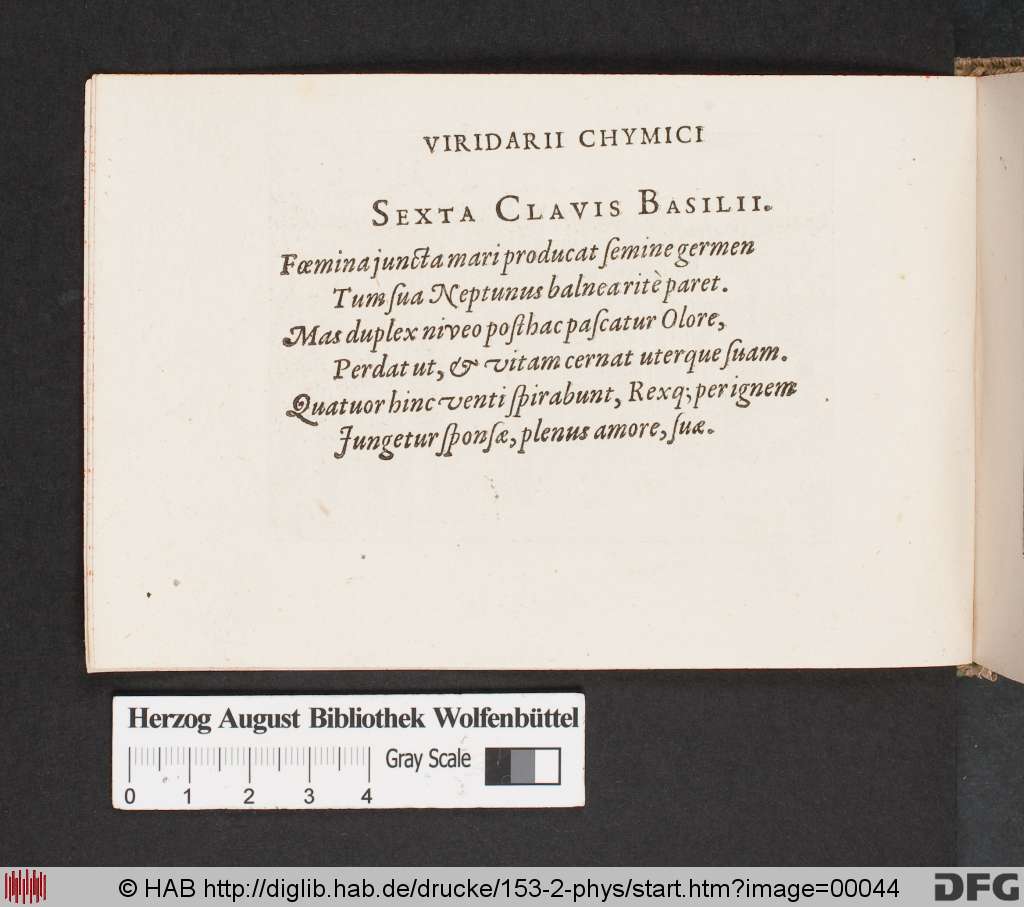 VIRIDARII CHYMICI
SEXTA CLAVIS BASILII.
Fœmina juncta mari producat ſemine germen
Tum ſua Neptunus balnea ritè paret.
Mas duplex niveo poſthac paſcatur Olore,
Perdat ut, & vitam cernat uterque ſuam.
Quatuor hinc venti ſpirabunt, Rexq; per ignem
Jungetur ſponſæ, plenus amore, ſuæ.
Herzog August Bibliothek Wolfenbüttel
Gray Scale
0 1 2 3 4
© HAB http://diglib.hab.de/drucke/153-2-phys/start.htm?image=00044
DFG